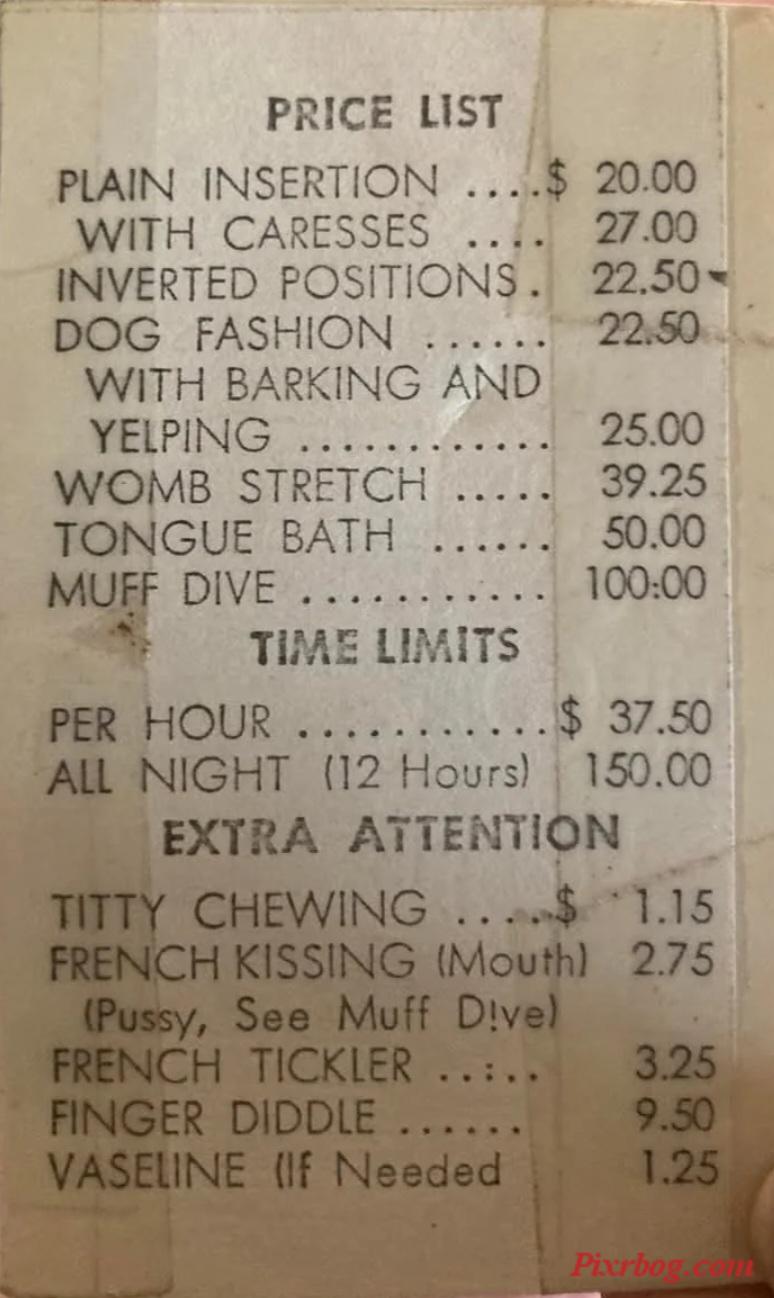 PRICE LIST
PLAIN INSERTION ....$ 20.00
WITH CARESSES .... 27.00
INVERTED POSITIONS. 22.50
DOG FASHION ...... 22.50
WITH BARKING AND
YELPING ............ 25.00
WOMB STRETCH ..... 39.25
TONGUE BATH ...... 50.00
MUFF DIVE ........... 100:00
TIME LIMITS
PER HOUR ...........$ 37.50
ALL NIGHT (12 Hours) 150.00
EXTRA ATTENTION
TITTY CHEWING ....$ 1.15
FRENCH KISSING (Mouth) 2.75
(Pussy, See Muff D!ve)
FRENCH TICKLER ..:.. 3.25
FINGER DIDDLE ...... 9.50
VASELINE (If Needed 1.25
Pixrbog.com